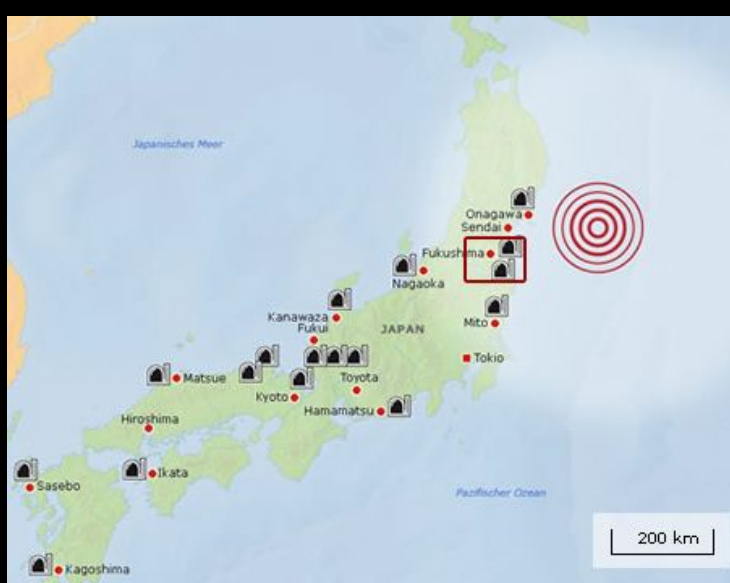 Japanisches Meer
Onagawa
Sendai
Fukushima
Nagaoka
Kanawaza
Fukui
JAPAN
Mito
Tokio
Matsue
Toyota
Kyoto
Hamamatsu
Hiroshima
Ikata
Sasebo
Pazifischer Ozean
200 km
Kagoshima